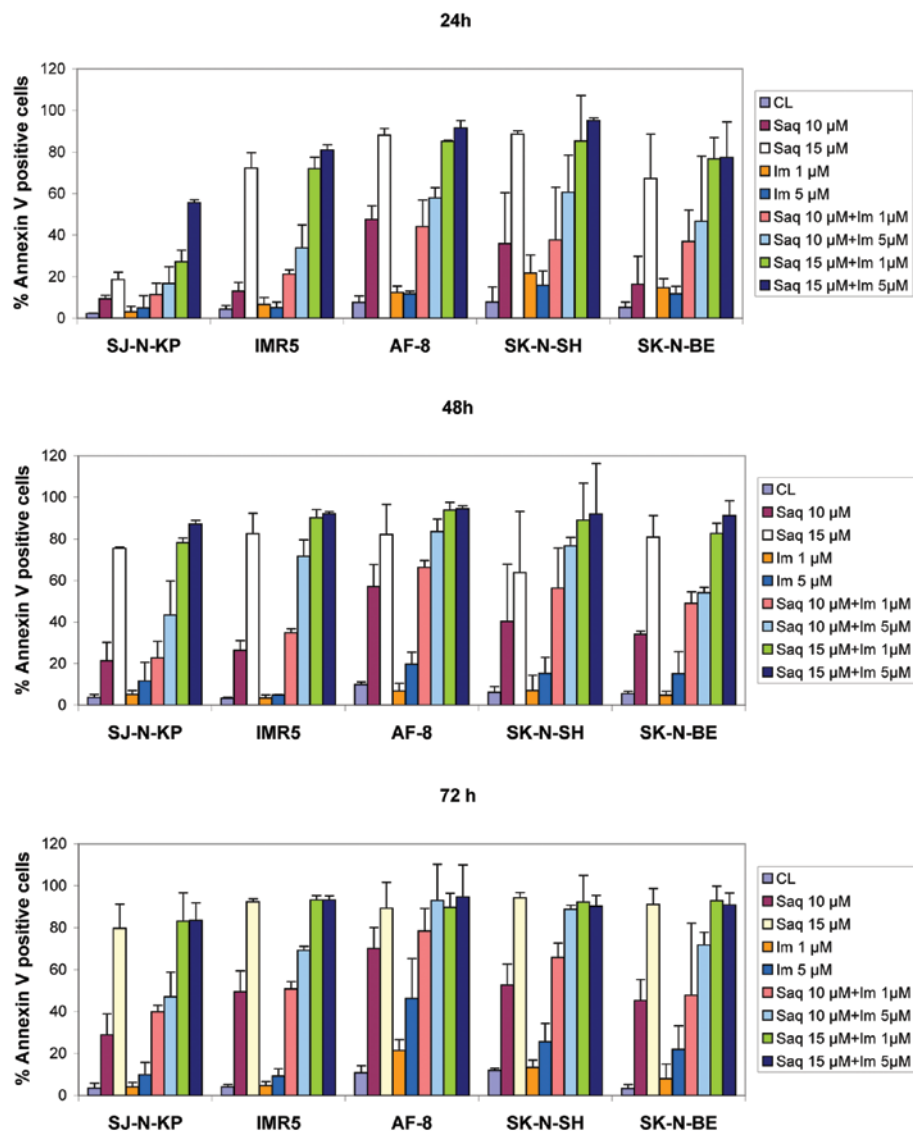 24h
% Annexin V positive cells
120
100
80
60
40
20
0
SJ-N-KP IMR5 AF-8 SK-N-SH SK-N-BE
CL
Saq 10 µM
Saq 15 µM
Im 1 µM
Im 5 µM
Saq 10 µM+Im 1µM
Saq 10 µM+Im 5µM
Saq 15 µM+Im 1µM
Saq 15 µM+Im 5µM
48h
% Annexin V positive cells
120
100
80
60
40
20
0
SJ-N-KP IMR5 AF-8 SK-N-SH SK-N-BE
CL
Saq 10 µM
Saq 15 µM
Im 1 µM
Im 5 µM
Saq 10 µM+Im 1µM
Saq 10 µM+Im 5µM
Saq 15 µM+Im 1µM
Saq 15 µM+Im 5µM
72 h
% Annexin V positive cells
120
100
80
60
40
20
0
SJ-N-KP IMR5 AF-8 SK-N-SH SK-N-BE
CL
Saq 10 µM
Saq 15 µM
Im 1 µM
Im 5 µM
Saq 10 µM+Im 1µM
Saq 10 µM+Im 5µM
Saq 15 µM+Im 1µM
Saq 15 µM+Im 5µM